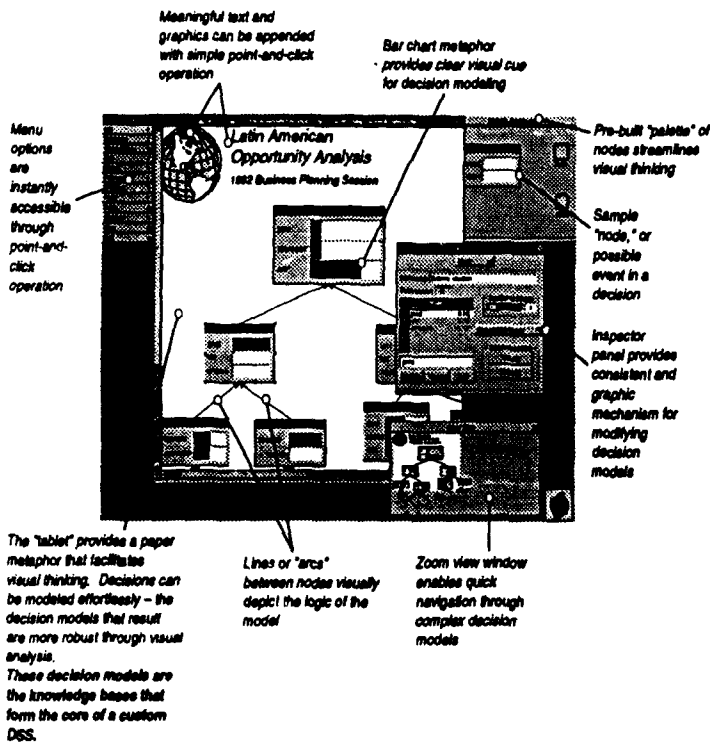 Meaningful text and
graphics can be appended
with simple point-and-click
operation
Bar chart metaphor
provides clear visual cue
for decision modelling
Menu
options
are
instantly
accessible
through
point-and-
click
operation
Latin American
Opportunity Analysis
1992 Business Planning Session
Pre-built "palette" of
nodes streamlines
visual thinking
Sample
"node," or
possible
event in a
decision
Inspector
panel provides
consistent and
graphic
mechanism for
modifying
decision
models
The "tablet" provides a paper
metaphor that facilitates
visual thinking. Decisions can
be modeled effortlessly – the
decision models that result
are more robust through visual
analysis.
These decision models are
the knowledge bases that
form the core of a custom
DSS.
Lines or "arcs"
between nodes visually
depict the logic of the
model
Zoom view window
enables quick
navigation through
complex decision
models